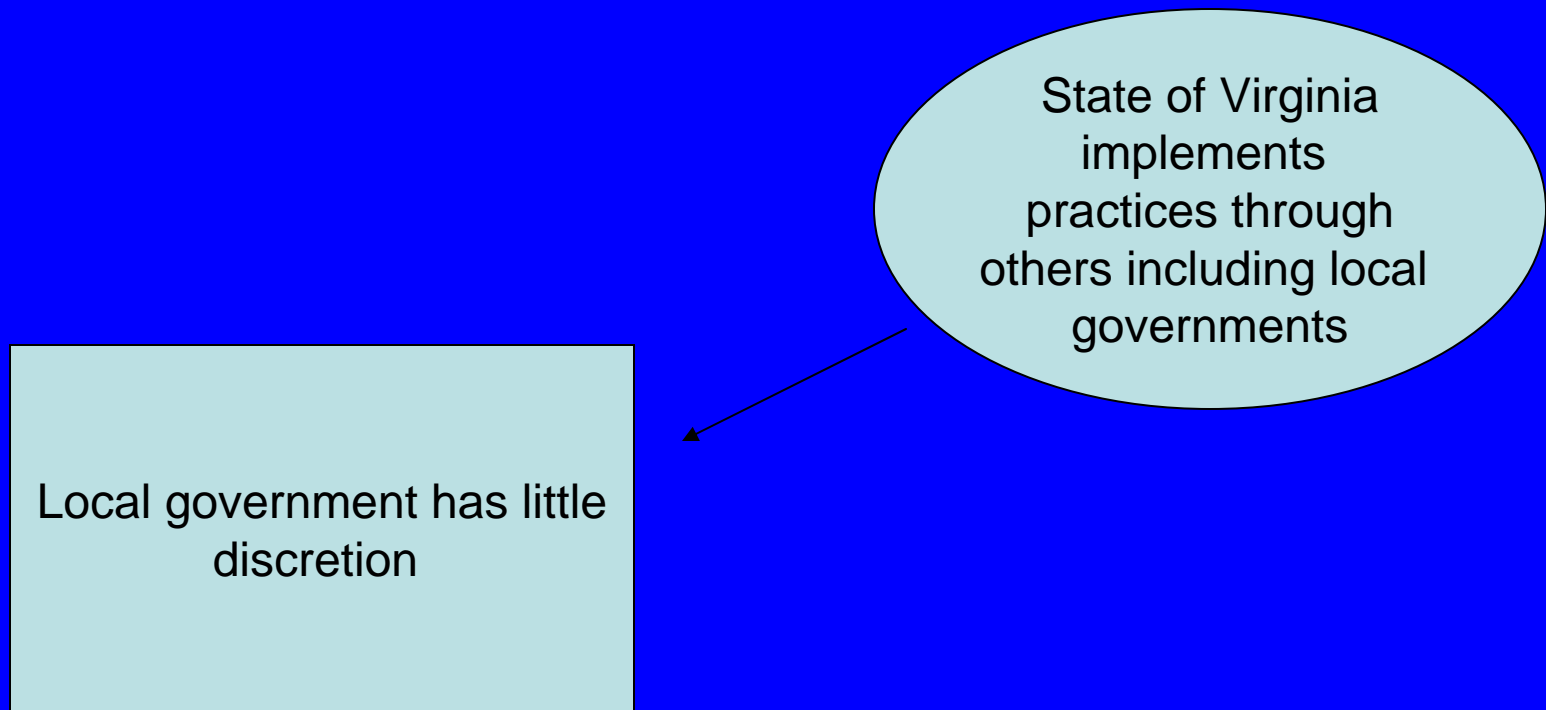 State of Virginia
implements
practices through
others including local
governments
Local government has little
discretion